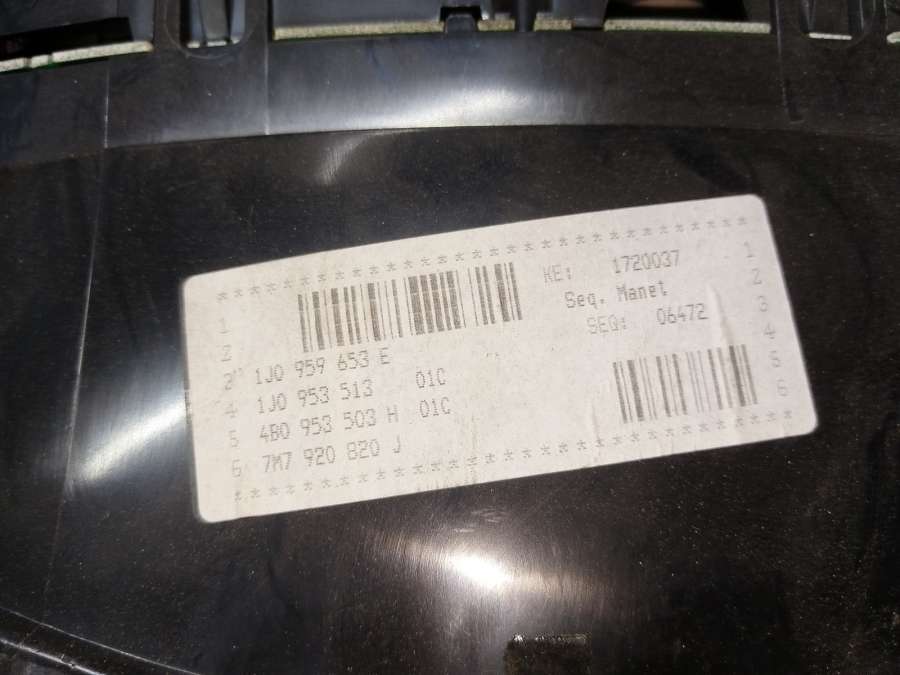 ************************************
KE: 1720037
Seq. Manet
SEQ: 06472
1 1
2 2
3 1J0 959 653 E 3
4 1J0 953 513 01C 4
5 4B0 953 503 H 01C 5
6 7M7 920 820 J 6
************************************